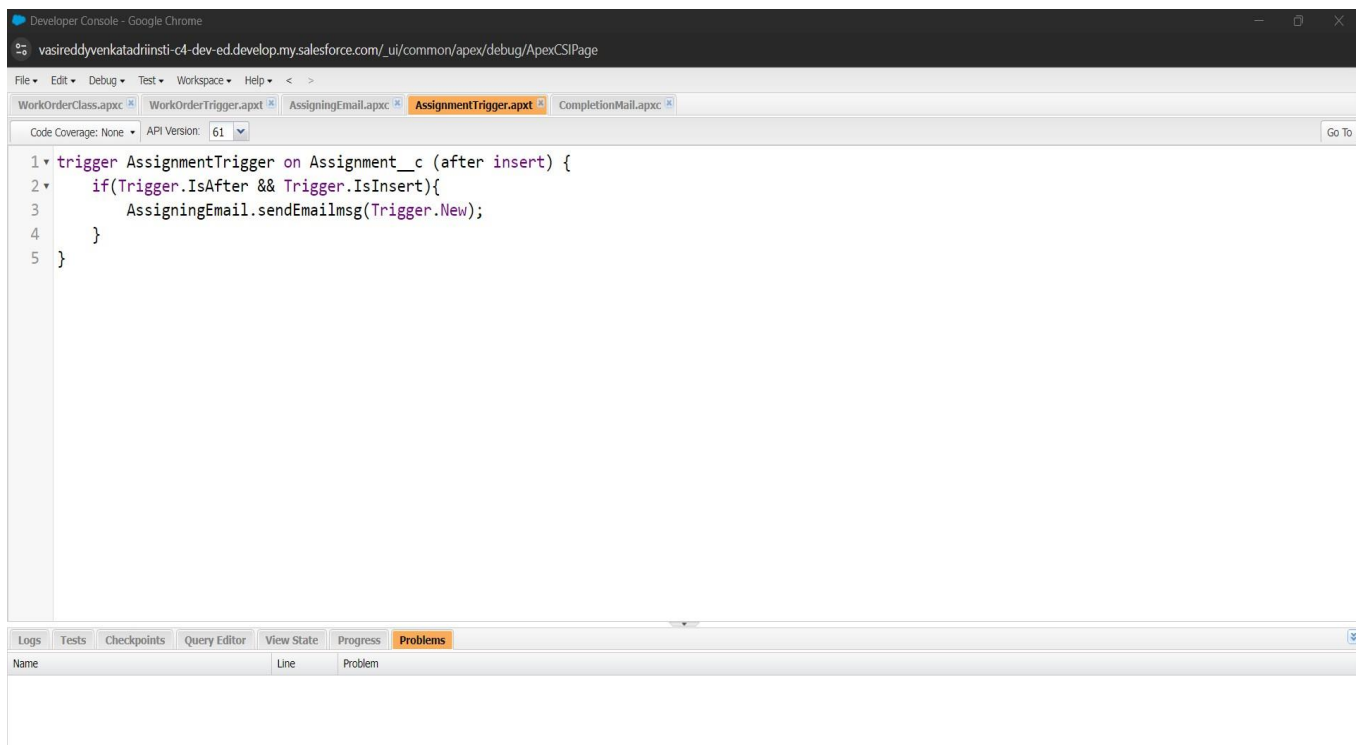 Developer Console - Google Chrome
vasireddyvenkatadriinsti-c4-dev-ed.develop.my.salesforce.com/_ui/common/apex/debug/ApexCSIPage
File Edit Debug Test Workspace Help < >
WorkOrderClass.apxc WorkOrderTrigger.apxt AssigningEmail.apxc AssignmentTrigger.apxt CompletionMail.apxc
Code Coverage: None API Version: 61 Go To
1 trigger AssignmentTrigger on Assignment__c (after insert) {
2 if(Trigger.IsAfter && Trigger.IsInsert){
3 AssigningEmail.sendEmailmsg(Trigger.New);
4 }
5 }
Logs Tests Checkpoints Query Editor View State Progress Problems
Name Line Problem